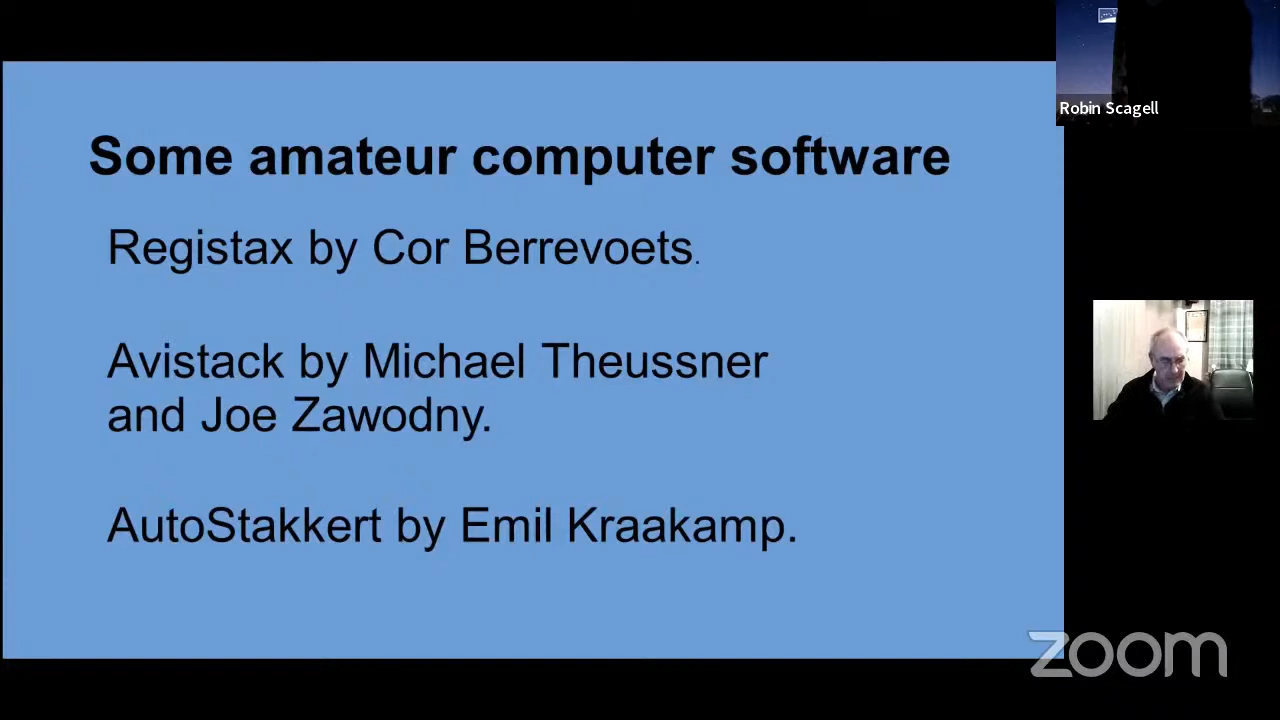 Some amateur computer software
Registax by Cor Berrevoets.
Avistack by Michael Theussner
and Joe Zawodny.
AutoStakkert by Emil Kraakamp.
Robin Scagell
zoom